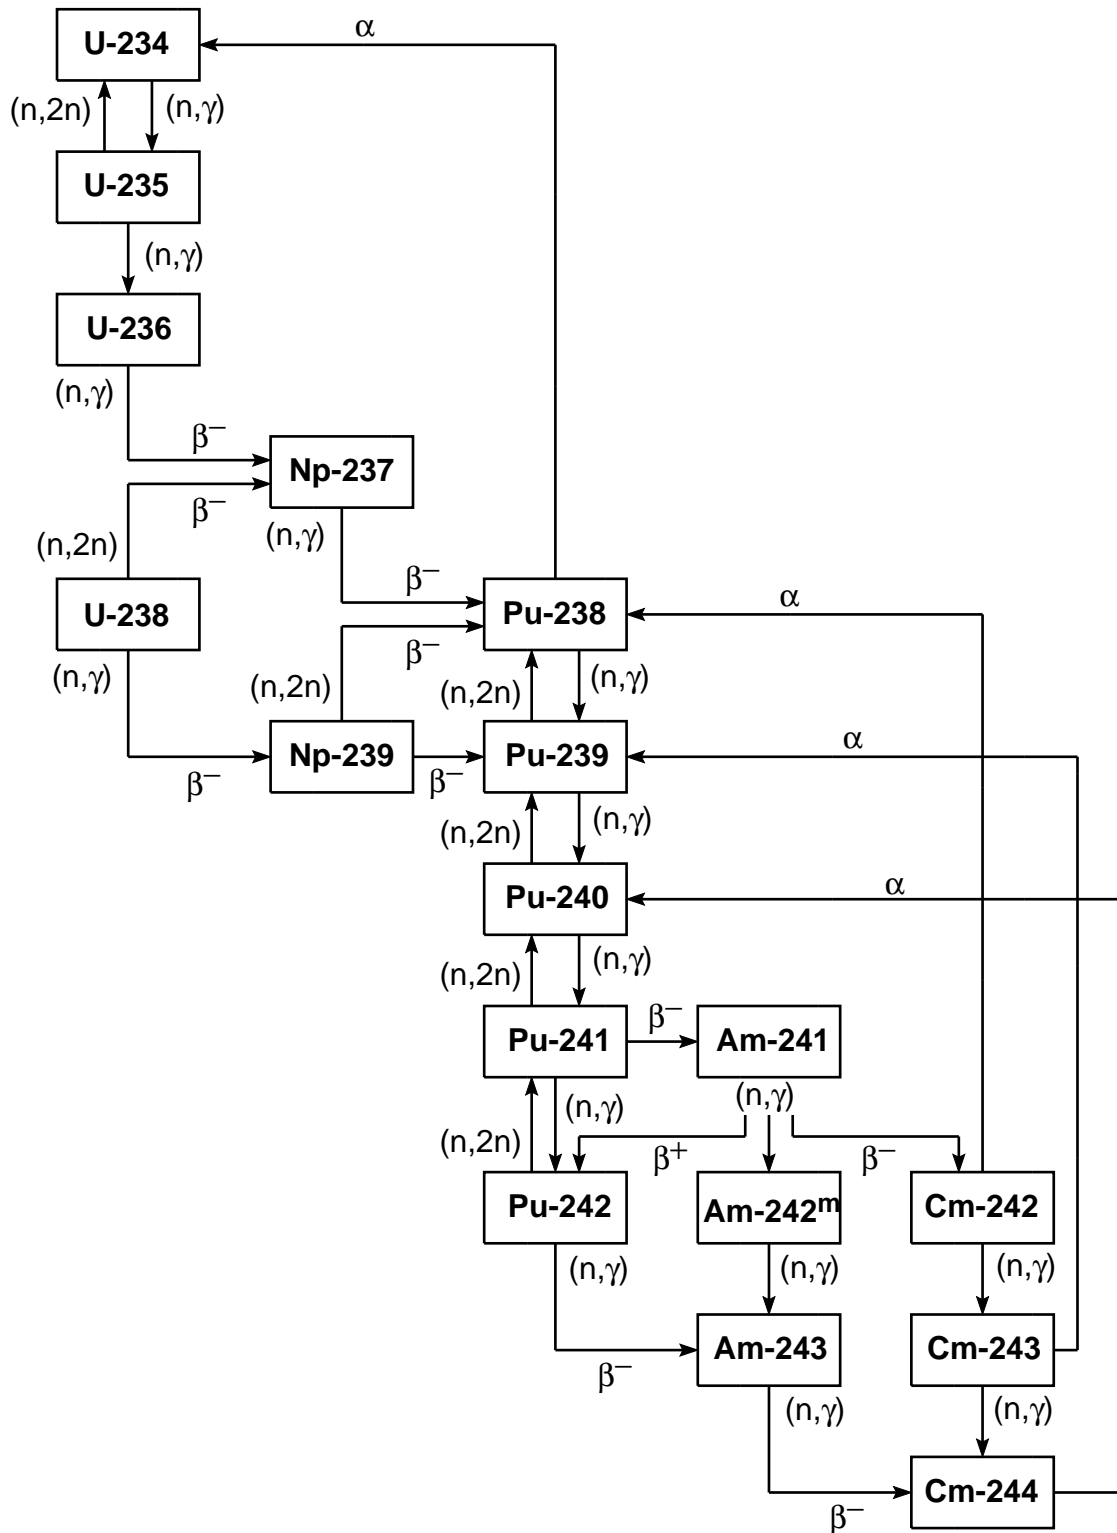 α
U-234
(n,2n)
(n,γ)
U-235
(n,γ)
U-236
(n,γ)
β−
Np-237
β−
(n,γ)
(n,2n)
β−
U-238
Pu-238
α
β−
(n,γ)
(n,2n)
(n,2n)
(n,γ)
Np-239
Pu-239
α
β−
β−
(n,2n)
(n,γ)
Pu-240
α
(n,2n)
(n,γ)
β−
Pu-241
Am-241
(n,γ)
(n,γ)
(n,2n)
β+
β−
Pu-242
Am-242m
Cm-242
(n,γ)
(n,γ)
(n,γ)
Am-243
Cm-243
β−
(n,γ)
(n,γ)
Cm-244
β−